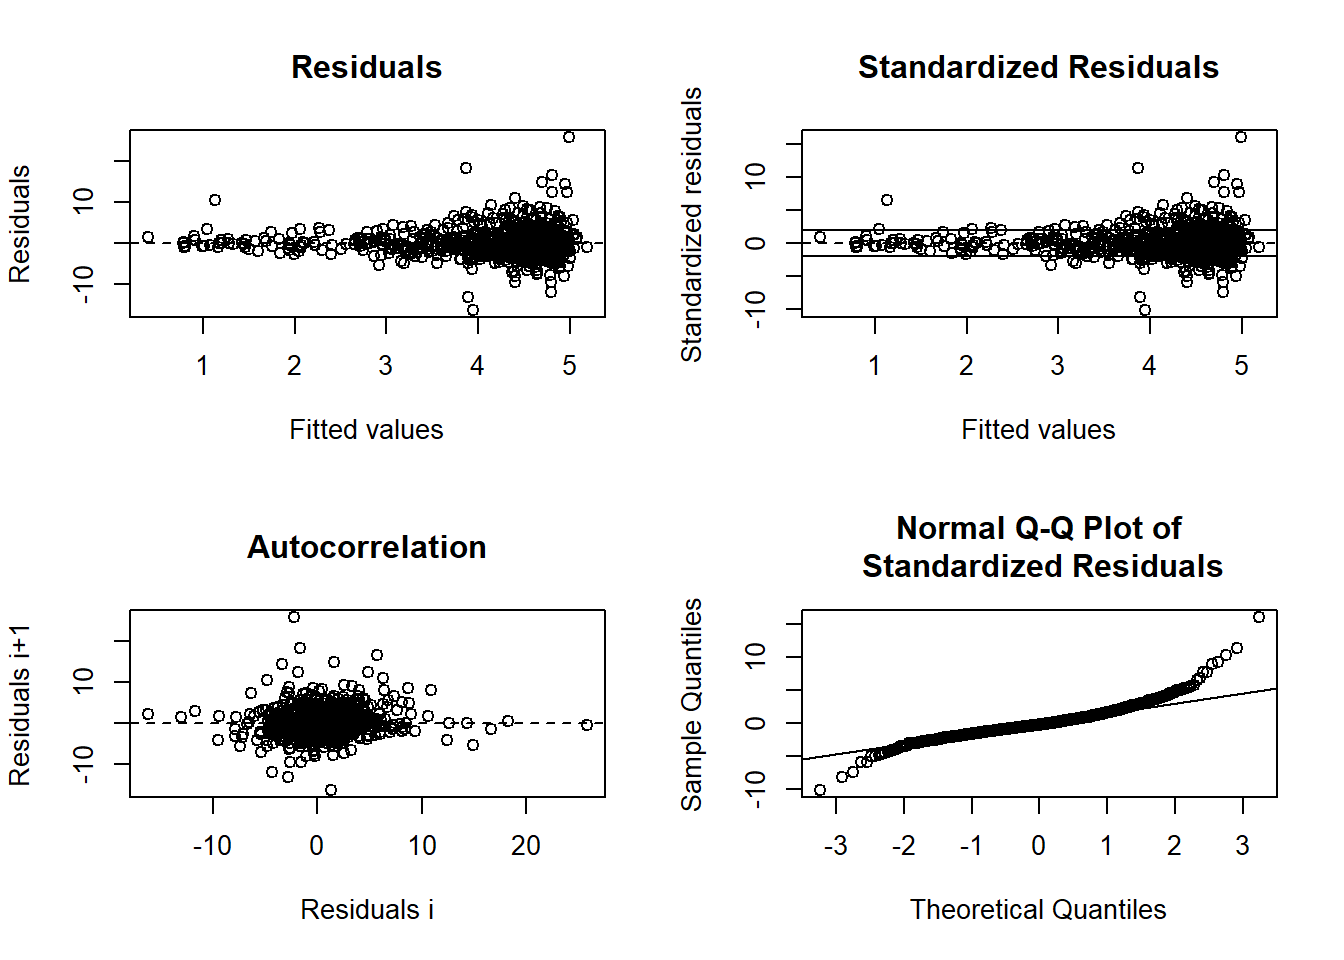 Residuals
Residuals
10
-10
1 2 3 4 5
Fitted values
Standardized Residuals
Standardized residuals
10
0
-10
1 2 3 4 5
Fitted values
Autocorrelation
Residuals i+1
10
-10
-10 0 10 20
Residuals i
Normal Q-Q Plot of
Standardized Residuals
Sample Quantiles
10
0
-10
-3 -2 -1 0 1 2 3
Theoretical Quantiles